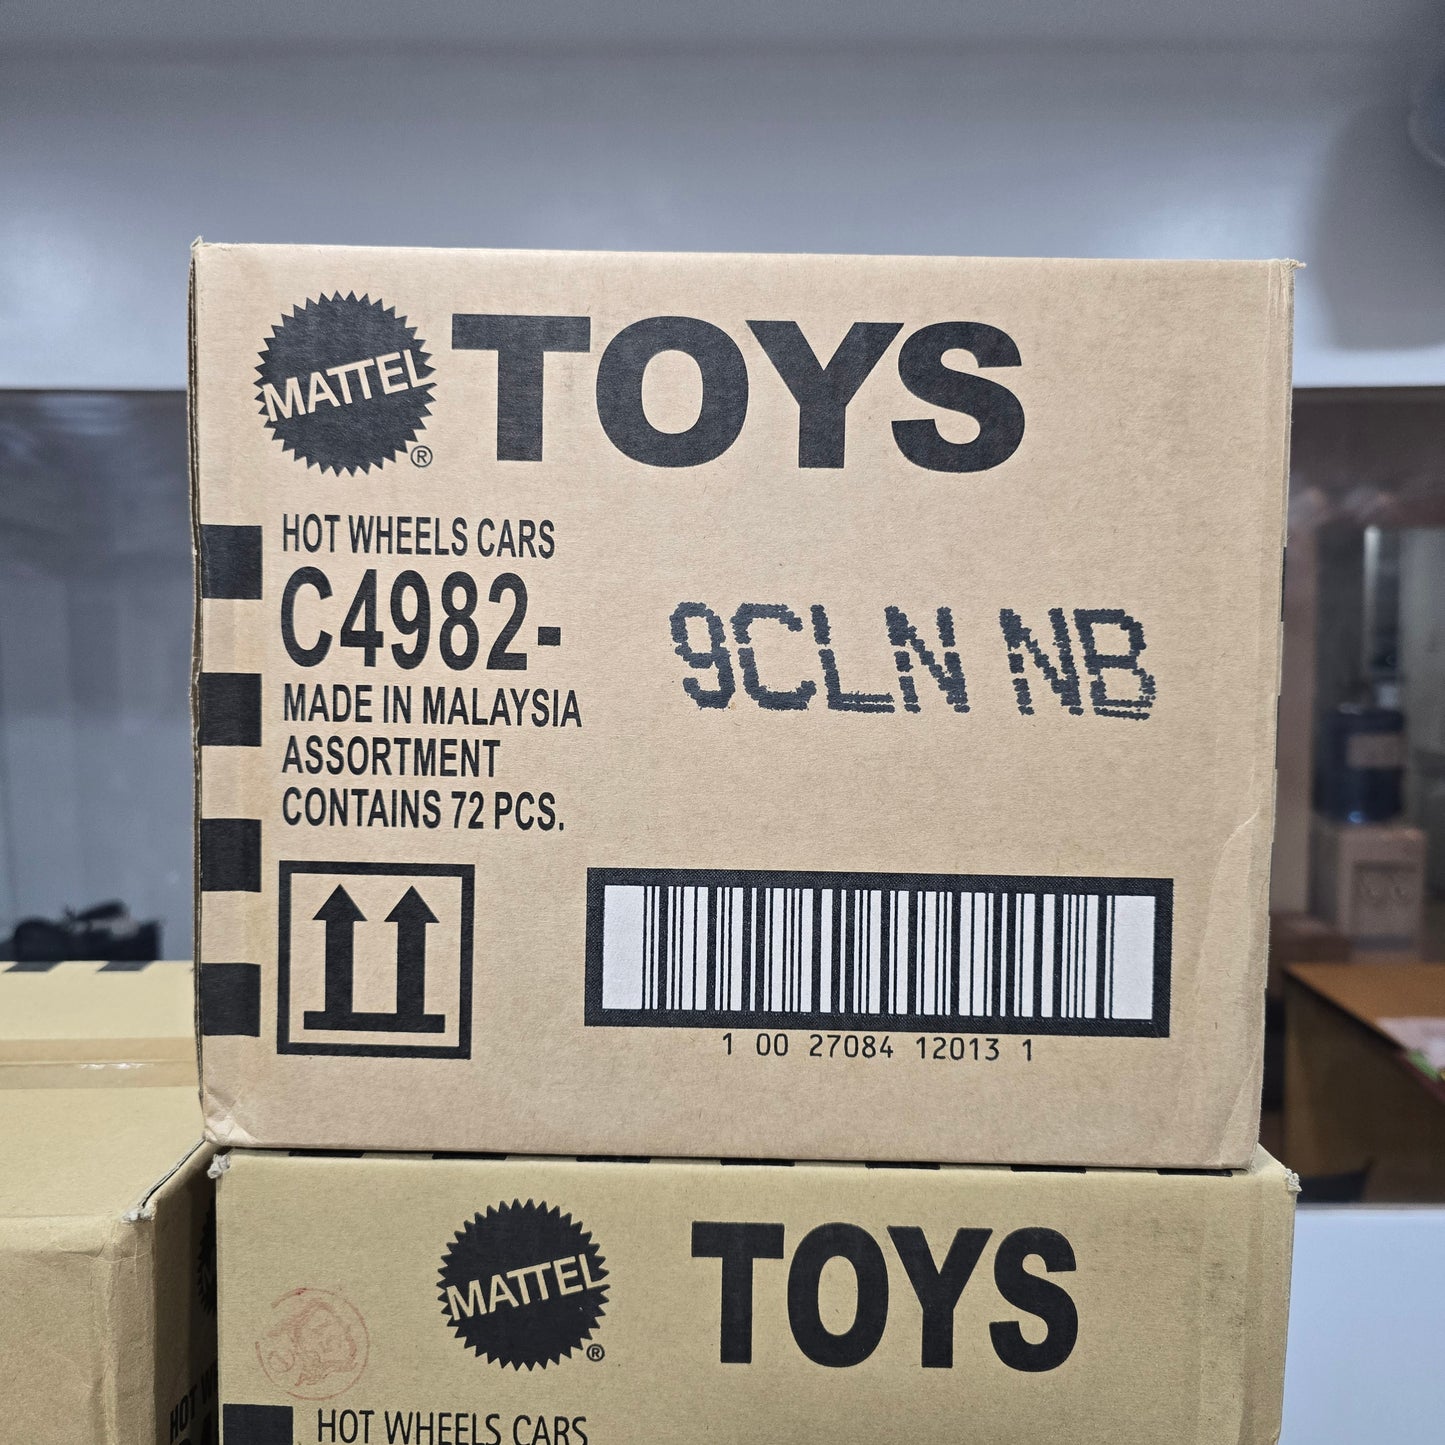 MATTEL ® TOYS
HOT WHEELS CARS
C4982-
MADE IN MALAYSIA
ASSORTMENT
CONTAINS 72 PCS.
9CLN NB
1 00 27084 12013 1
MATTEL ® TOYS
HOT WHEELS CARS
HOT